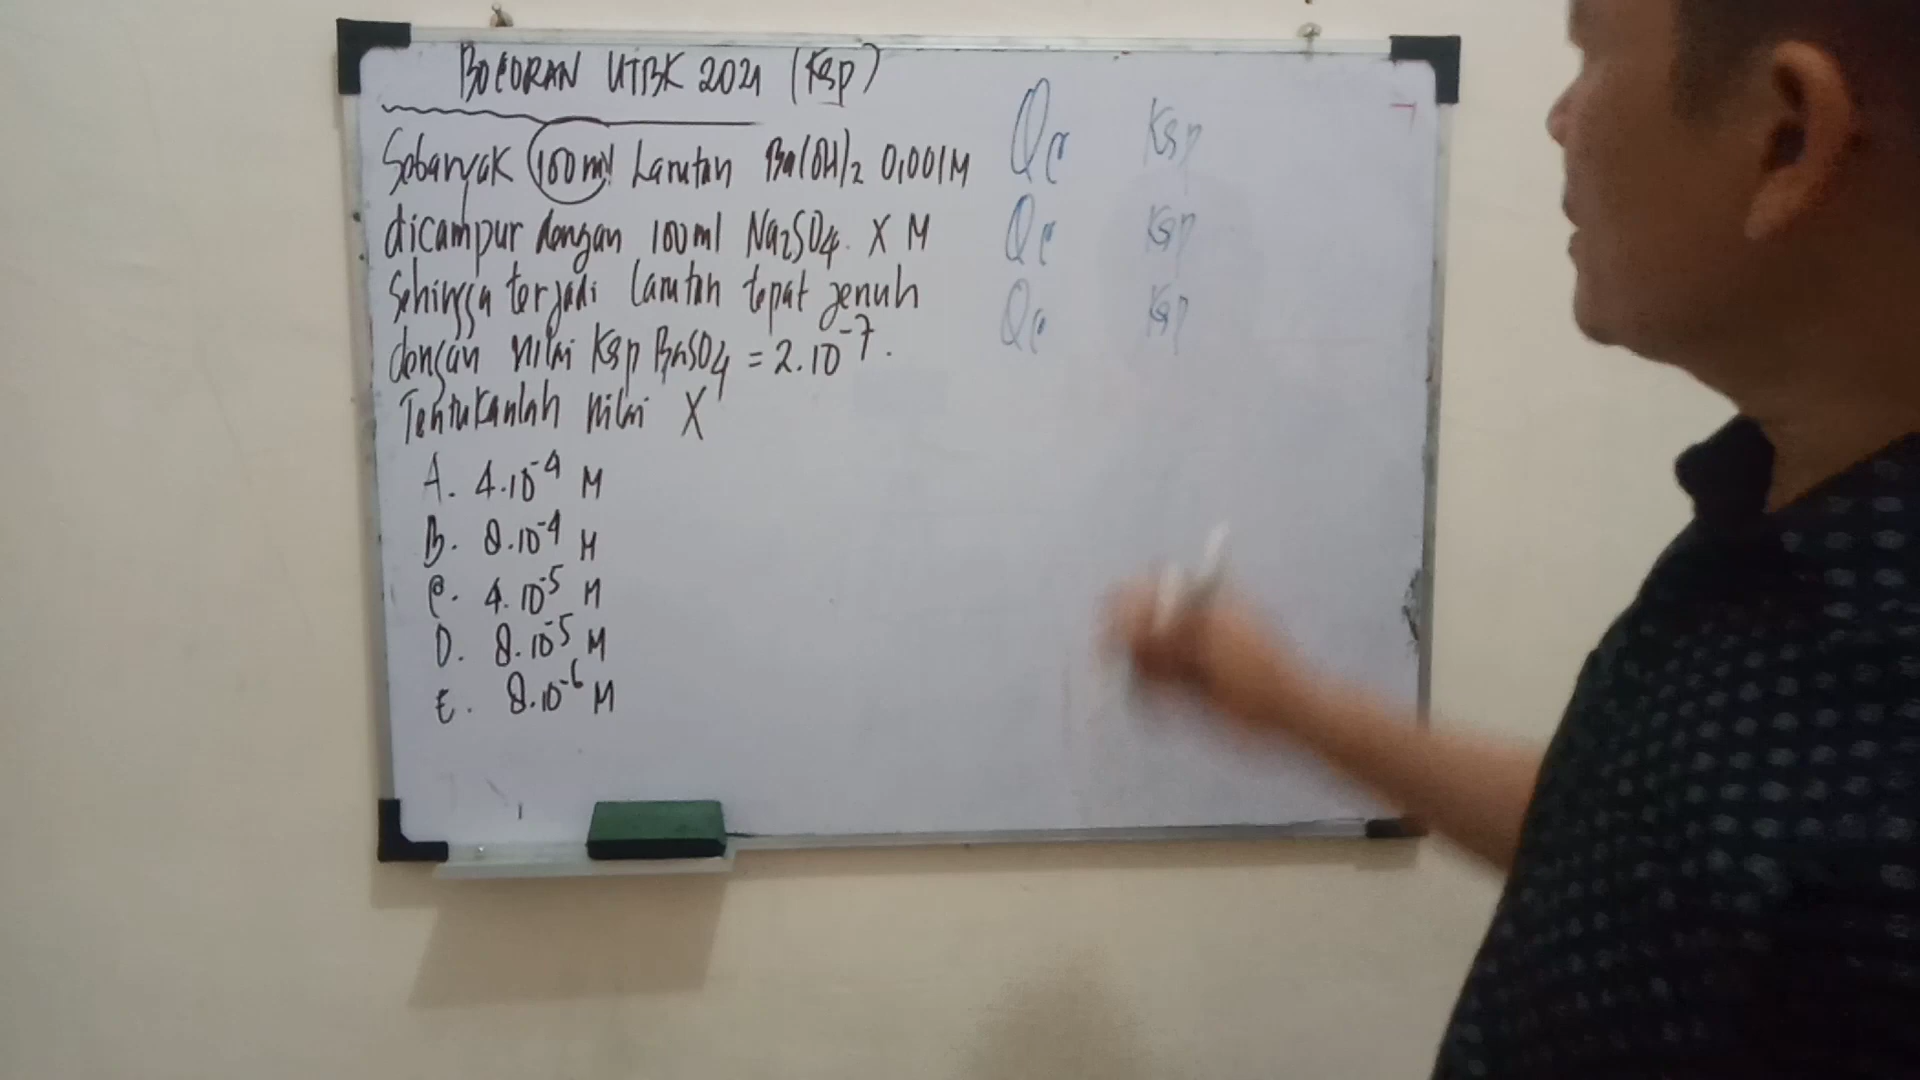 BOCORAN UTBK 2021 (Ksp)
Sebanyak 100ml Larutan Ba(OH)2 0,001M
dicampur dengan 100ml Na2SO4 X M
Sehingga terjadi larutan tepat jenuh
dengan nilai Ksp BaSO4 = 2.10⁻⁷.
Tentukanlah nilai X
A. 4.10⁻⁴ M
B. 8.10⁻⁴ M
C. 4.10⁻⁵ M
D. 8.10⁻⁵ M
E. 8.10⁻⁶ M
Qc Ksp
Qc Ksp
Qc Ksp